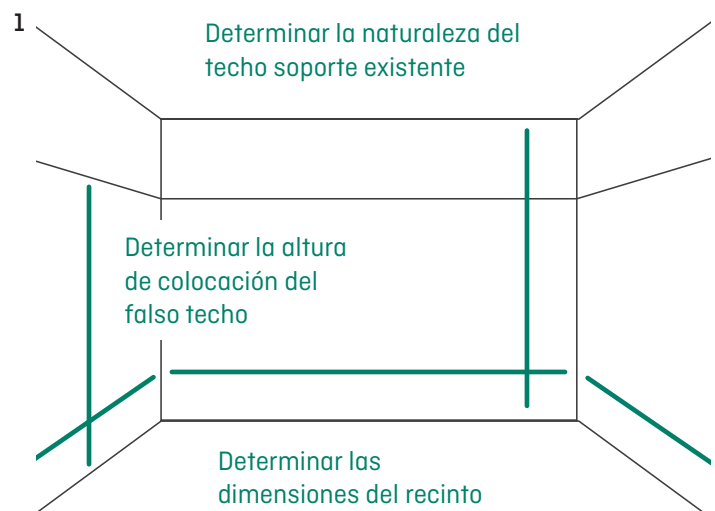 1
Determinar la naturaleza del
techo soporte existente
Determinar la altura
de colocación del
falso techo
Determinar las
dimensiones del recinto